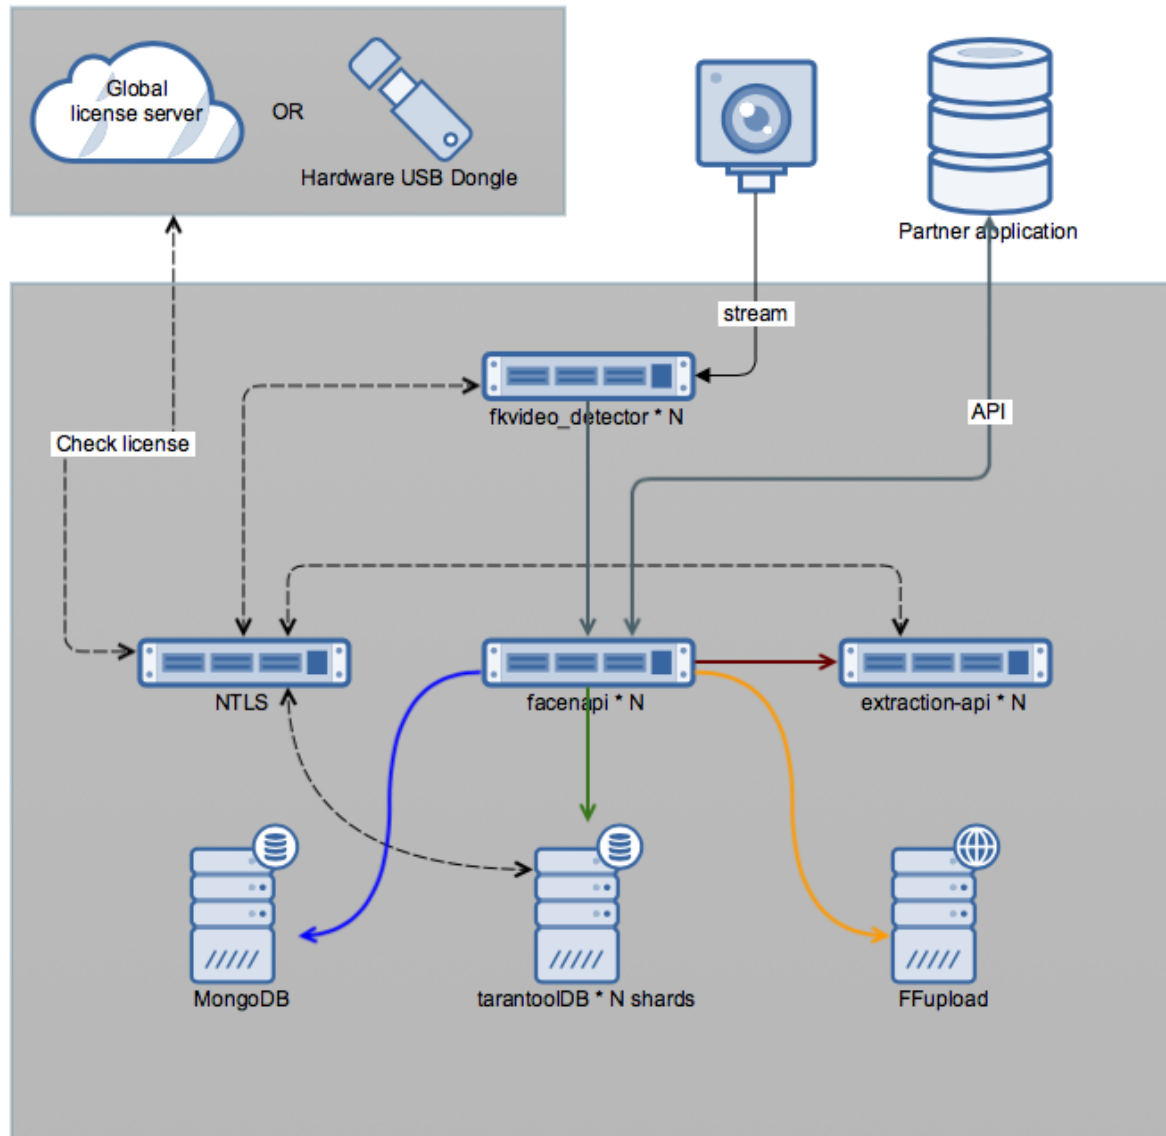 Global
license server
OR
Hardware USB Dongle
Partner application
stream
fkvideo_detector * N
API
Check license
NTLS
facenapi * N
extraction-api * N
MongoDB
tarantoolDB * N shards
FFupload